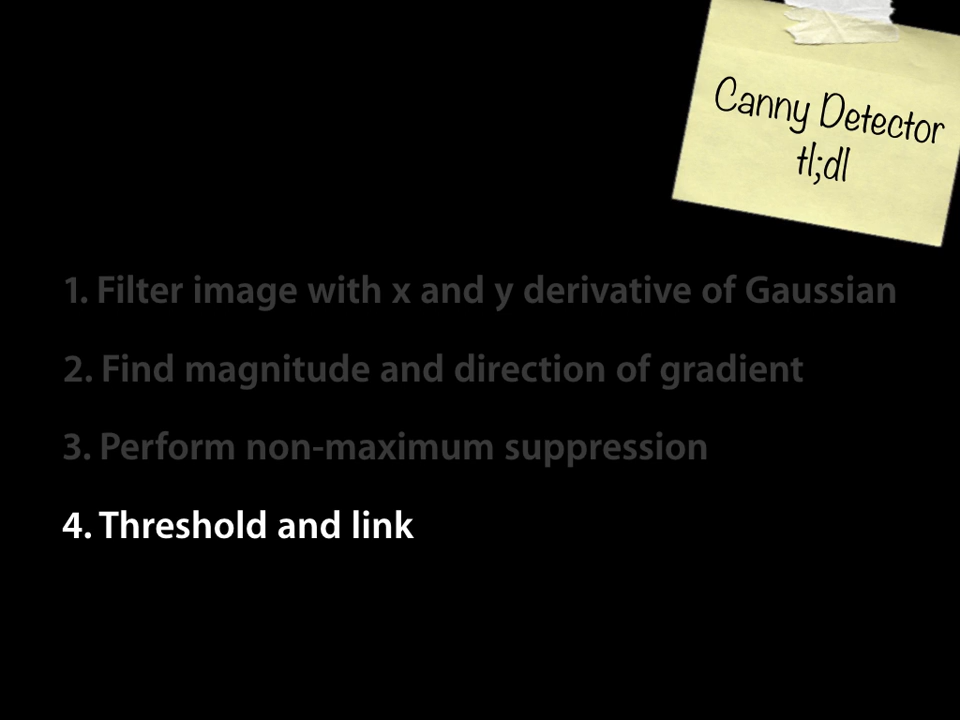 Canny Detector
tl;dl
1. Filter image with x and y derivative of Gaussian
2. Find magnitude and direction of gradient
3. Perform non-maximum suppression
4. Threshold and link